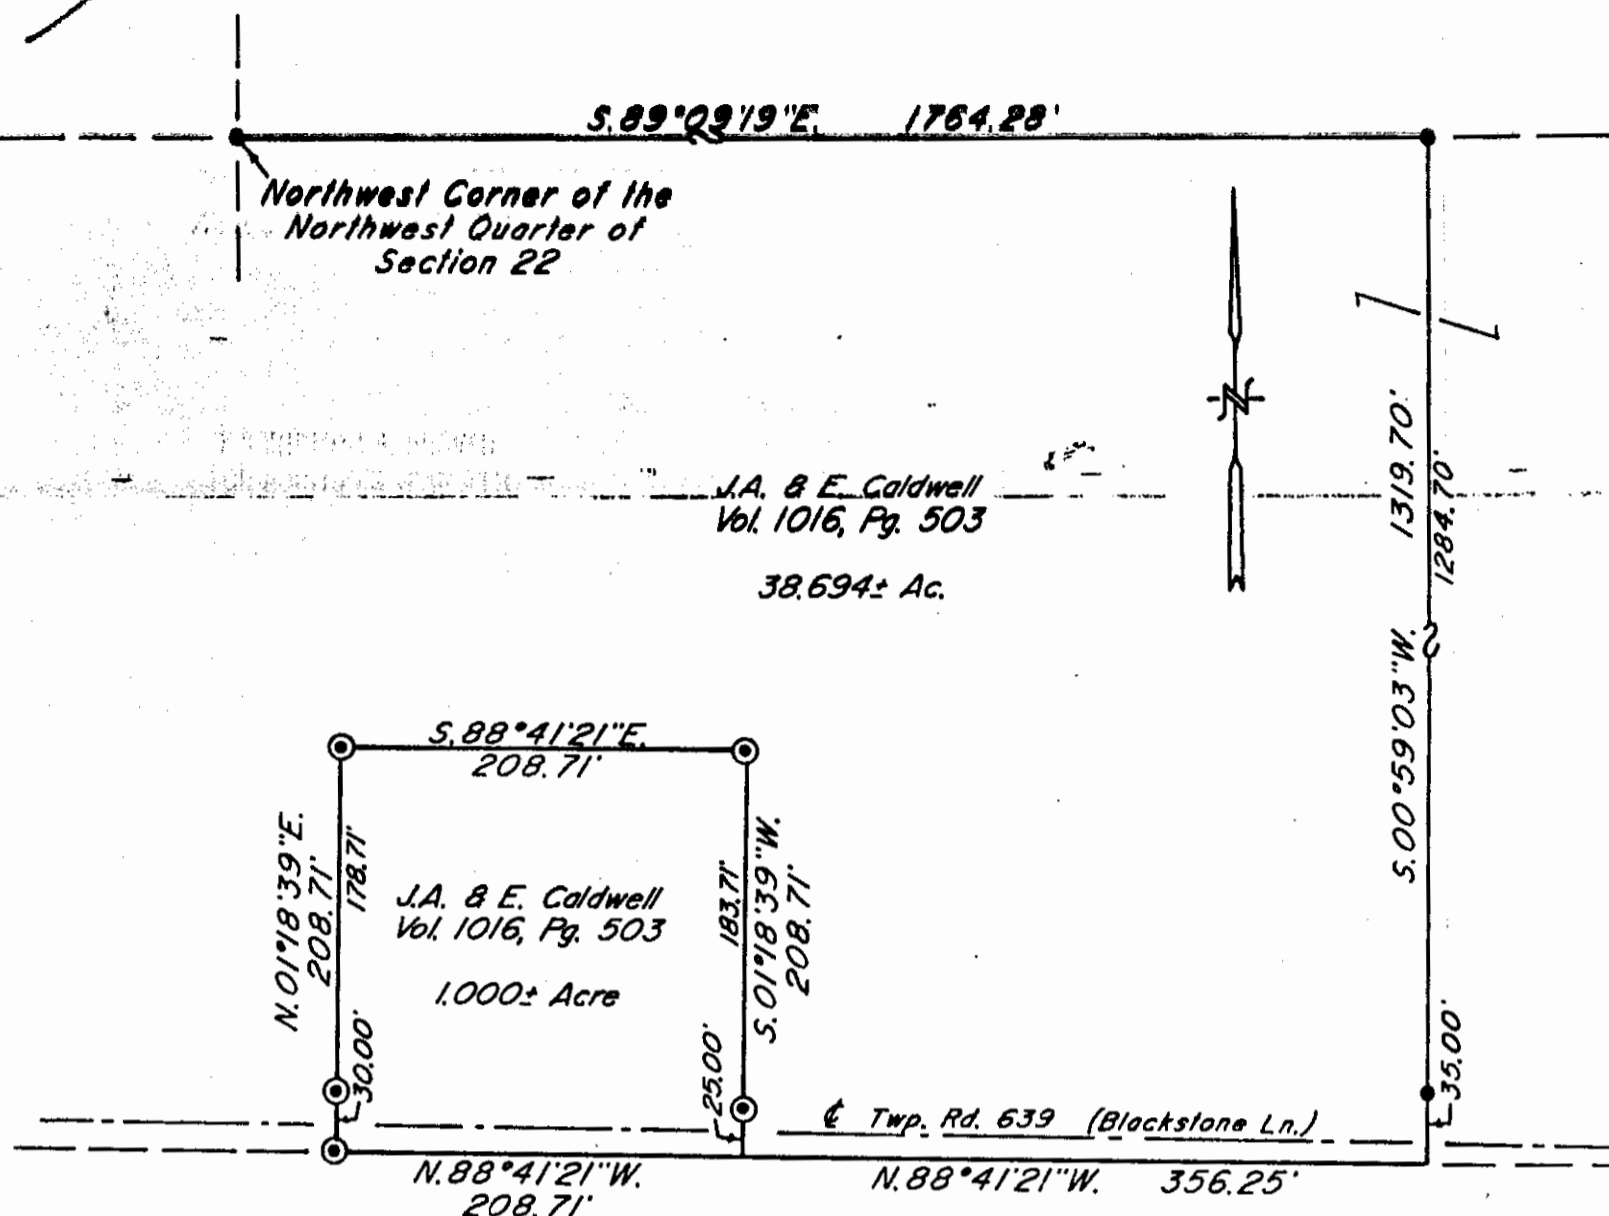 S. 89°09'19"E. 1764.28'
Northwest Corner of the
Northwest Quarter of
Section 22
N
1319.70'
1284.70'
S. 00°59'03"W.
J.A. & E. Caldwell
Vol. 1016, Pg. 503
38.694± Ac.
S. 88°41'21"E.
208.71'
N. 01°18'39"E.
208.71'
178.71'
J.A. & E. Caldwell
Vol. 1016, Pg. 503
1.000± Acre
183.71'
S. 01°18'39"W.
208.71'
30.00'
25.00'
35.00'
℄ Twp. Rd. 639 (Blackstone Ln.)
N. 88°41'21"W.
208.71'
N. 88°41'21"W. 356.25'